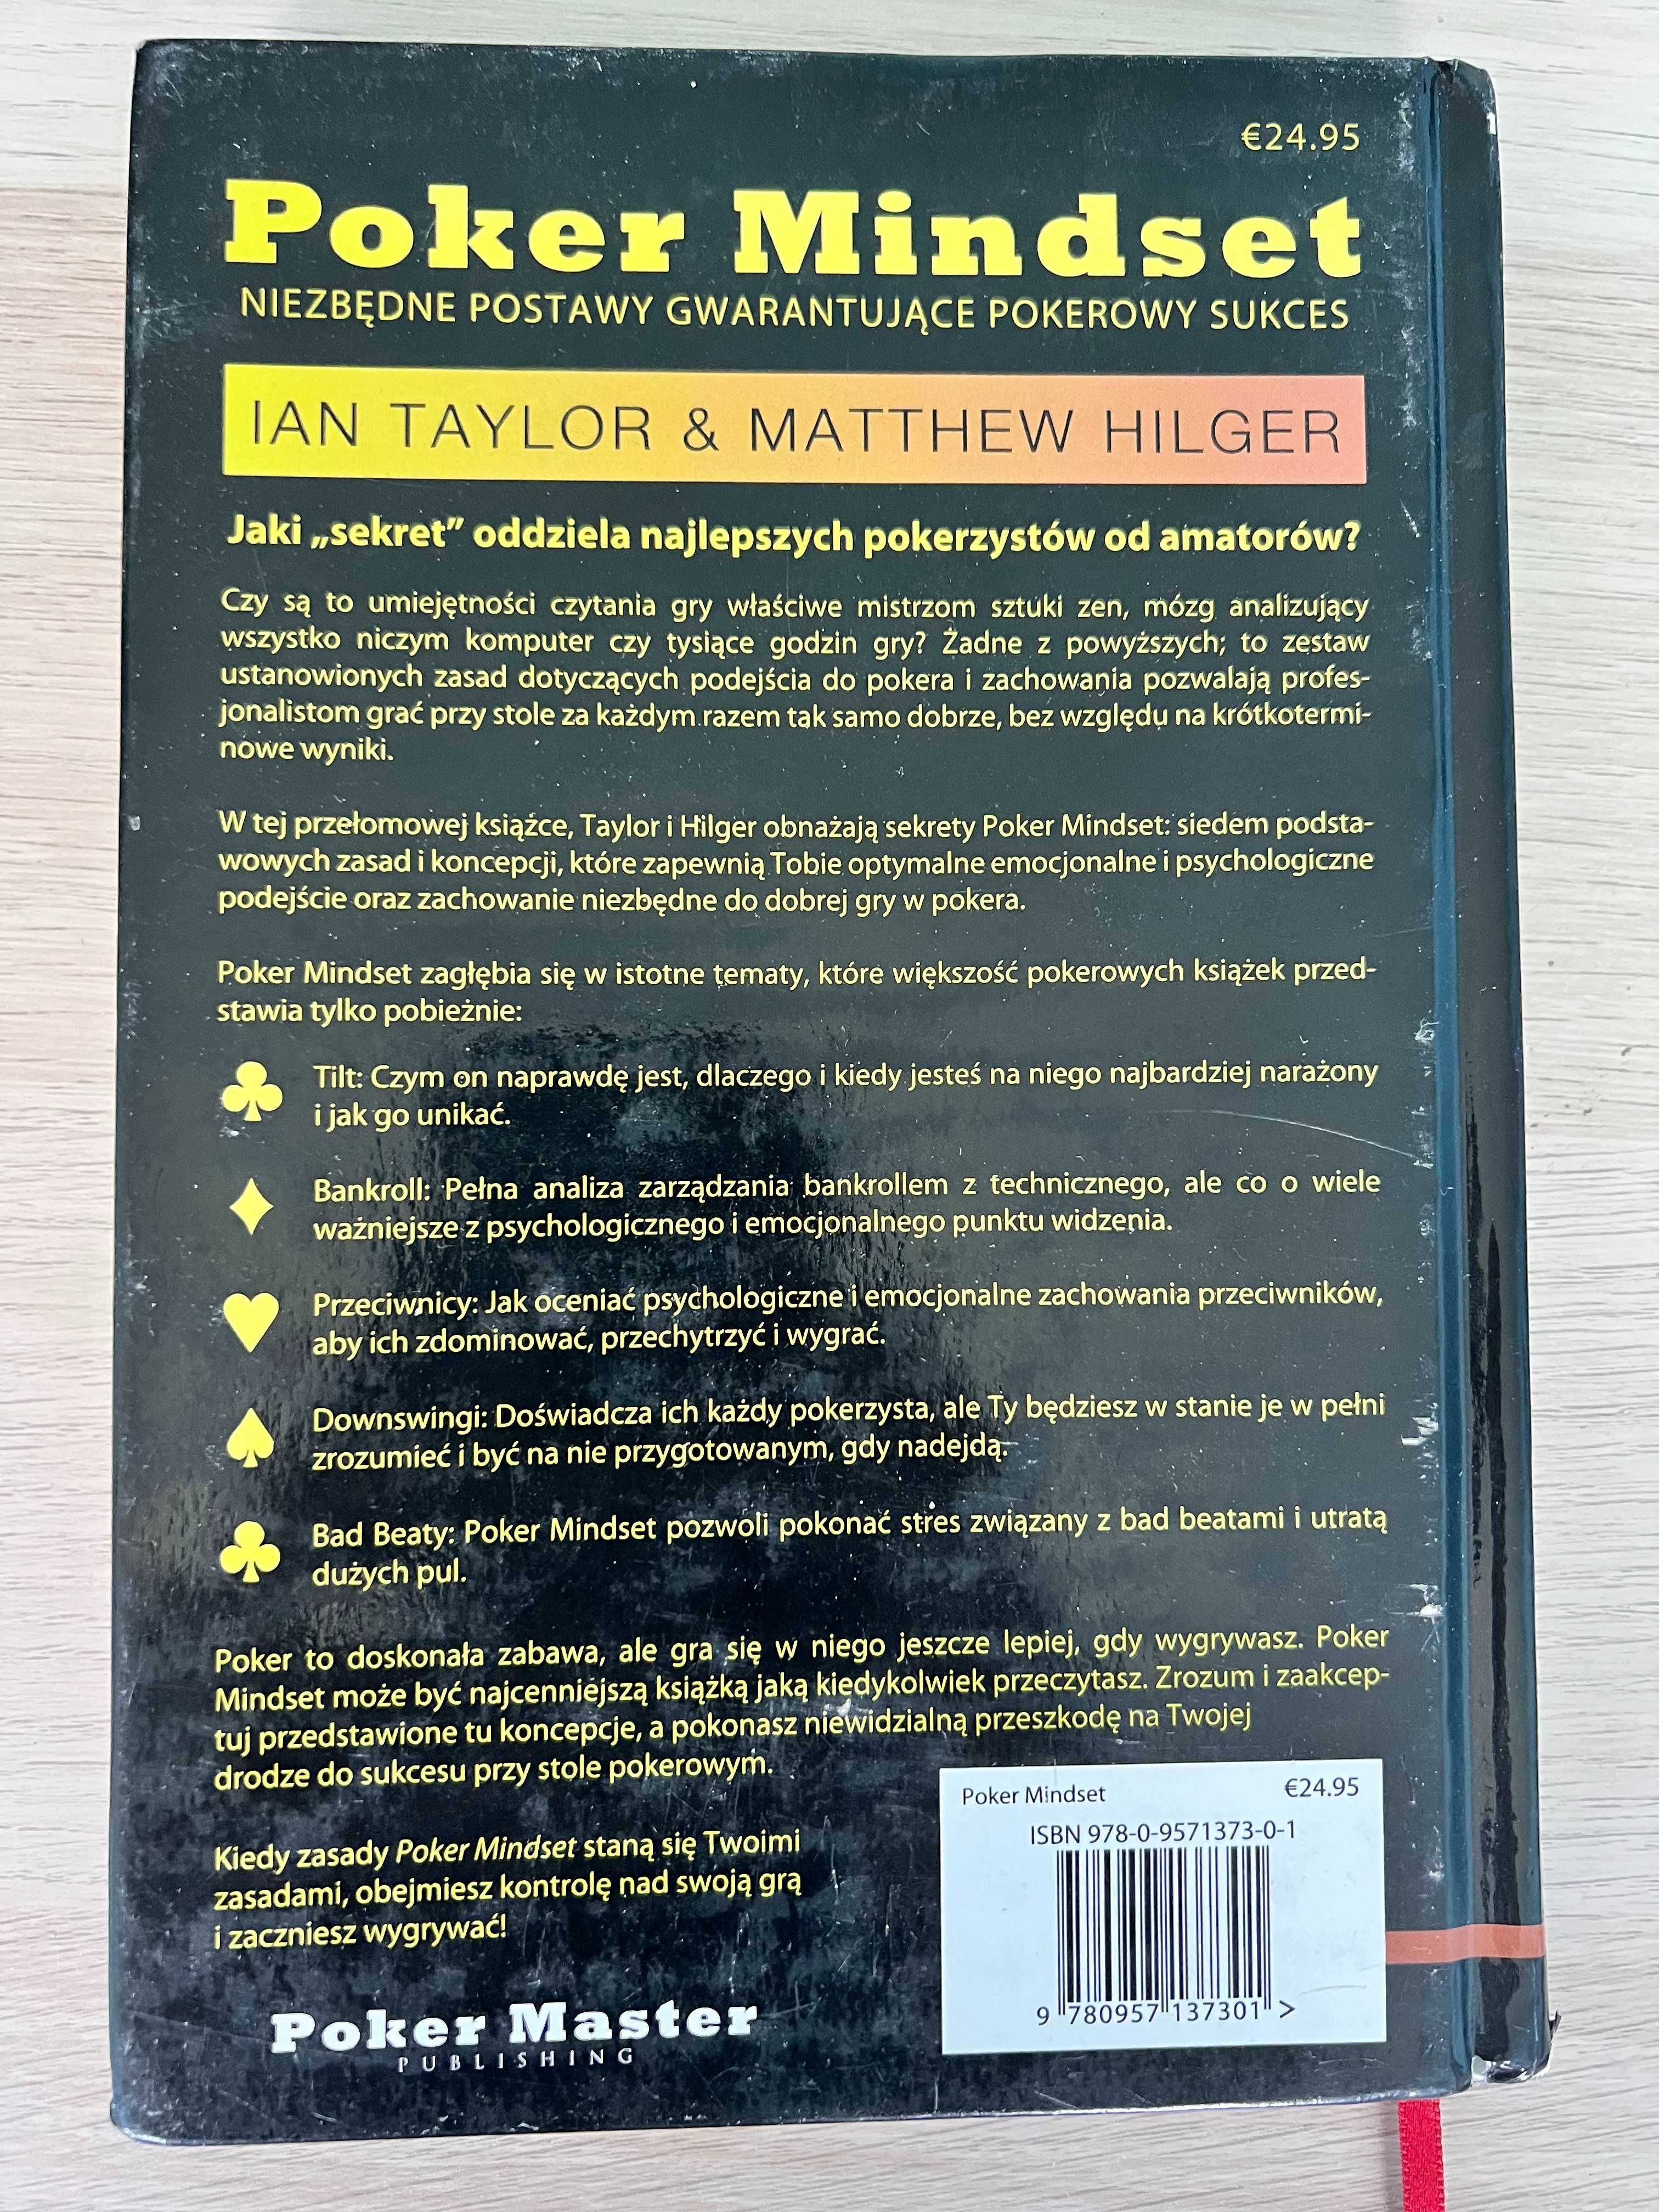 €24.95
Poker Mindset
NIEZBĘDNE POSTAWY GWARANTUJĄCE POKEROWY SUKCES
IAN TAYLOR & MATTHEW HILGER
Jaki „sekret” oddziela najlepszych pokerzystów od amatorów?
Czy są to umiejętności czytania gry właściwe mistrzom sztuki zen, mózg analizujący
wszystko niczym komputer czy tysiące godzin gry? Żadne z powyższych; to zestaw
ustanowionych zasad dotyczących podejścia do pokera i zachowania pozwalają profes-
jonalistom grać przy stole za każdym razem tak samo dobrze, bez względu na krótkotermi-
nowe wyniki.
W tej przełomowej książce, Taylor i Hilger obnażają sekrety Poker Mindset: siedem podsta-
wowych zasad i koncepcji, które zapewnią Tobie optymalne emocjonalne i psychologiczne
podejście oraz zachowanie niezbędne do dobrej gry w pokera.
Poker Mindset zagłębia się w istotne tematy, które większość pokerowych książek przed-
stawia tylko pobieżnie:
Tilt: Czym on naprawdę jest, dlaczego i kiedy jesteś na niego najbardziej narażony
i jak go unikać.
Bankroll: Pełna analiza zarządzania bankrollem z technicznego, ale co o wiele
ważniejsze z psychologicznego i emocjonalnego punktu widzenia.
Przeciwnicy: Jak oceniać psychologiczne i emocjonalne zachowania przeciwników,
aby ich zdominować, przechytrzyć i wygrać.
Downswingi: Doświadcza ich każdy pokerzysta, ale Ty będziesz w stanie je w pełni
zrozumieć i być na nie przygotowanym, gdy nadejdą.
Bad Beaty: Poker Mindset pozwoli pokonać stres związany z bad beatami i utratą
dużych pul.
Poker to doskonała zabawa, ale gra się w niego jeszcze lepiej, gdy wygrywasz. Poker
Mindset może być najcenniejszą książką jaką kiedykolwiek przeczytasz. Zrozum i zaakcep-
tuj przedstawione tu koncepcje, a pokonasz niewidzialną przeszkodę na Twojej
drodze do sukcesu przy stole pokerowym.
Kiedy zasady Poker Mindset staną się Twoimi
zasadami, obejmiesz kontrolę nad swoją grą
i zaczniesz wygrywać!
Poker Master
PUBLISHING
Poker Mindset €24.95
ISBN 978-0-9571373-0-1
9 780957 137301 >